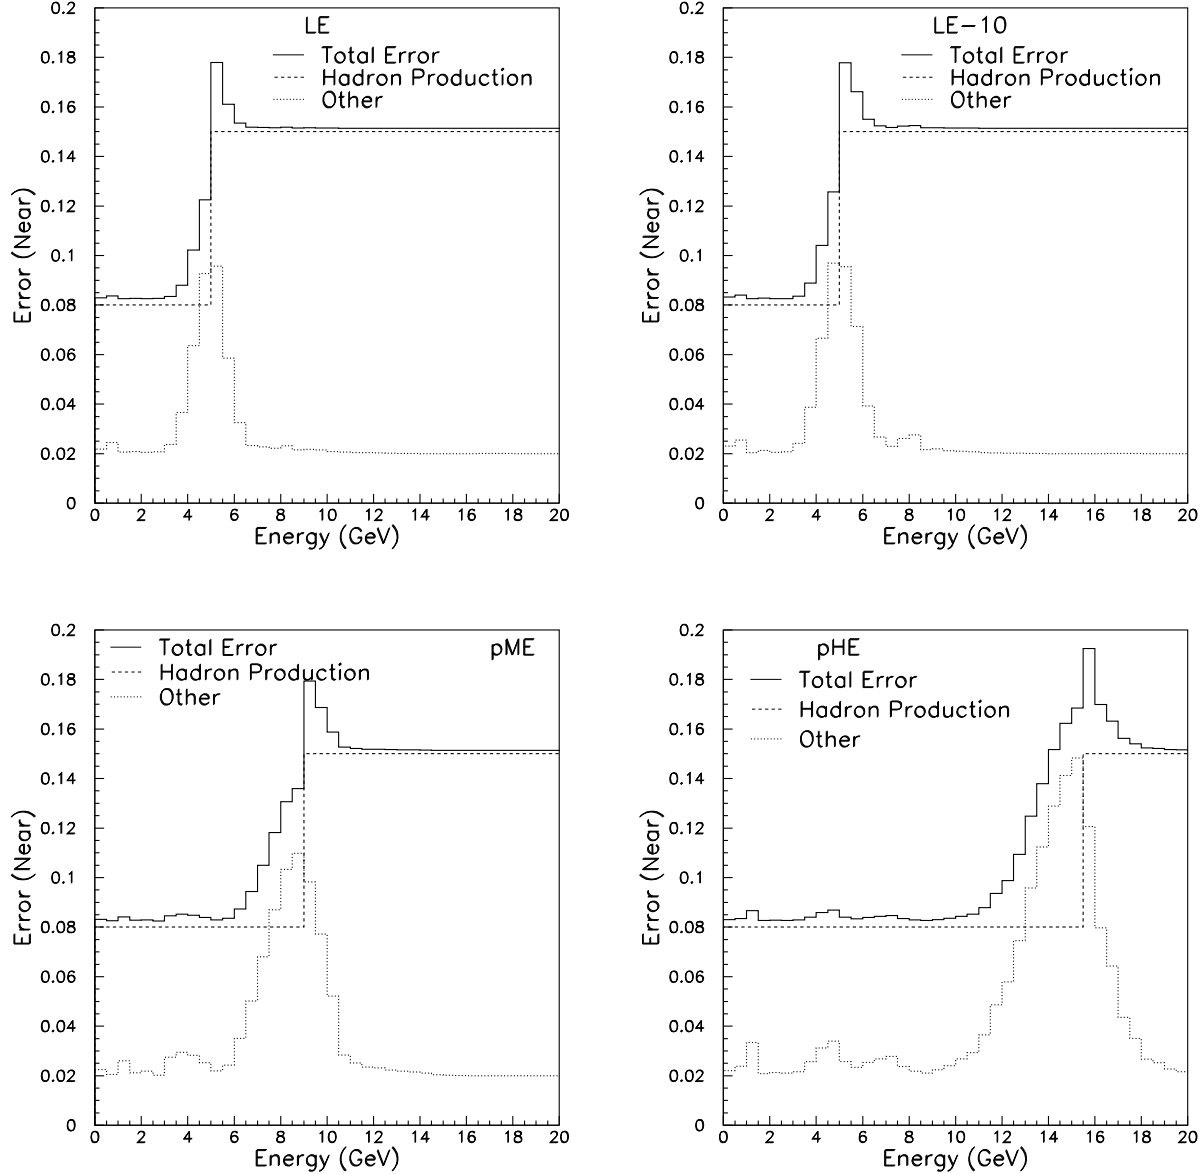 LE
Total Error
Hadron Production
Other
0.2
0.18
0.16
0.14
0.12
0.1
0.08
0.06
0.04
0.02
0
Error (Near)
0 2 4 6 8 10 12 14 16 18 20
Energy (GeV)
LE-10
Total Error
Hadron Production
Other
0.2
0.18
0.16
0.14
0.12
0.1
0.08
0.06
0.04
0.02
0
Error (Near)
0 2 4 6 8 10 12 14 16 18 20
Energy (GeV)
pME
Total Error
Hadron Production
Other
0.2
0.18
0.16
0.14
0.12
0.1
0.08
0.06
0.04
0.02
0
Error (Near)
0 2 4 6 8 10 12 14 16 18 20
Energy (GeV)
pHE
Total Error
Hadron Production
Other
0.2
0.18
0.16
0.14
0.12
0.1
0.08
0.06
0.04
0.02
0
Error (Near)
0 2 4 6 8 10 12 14 16 18 20
Energy (GeV)